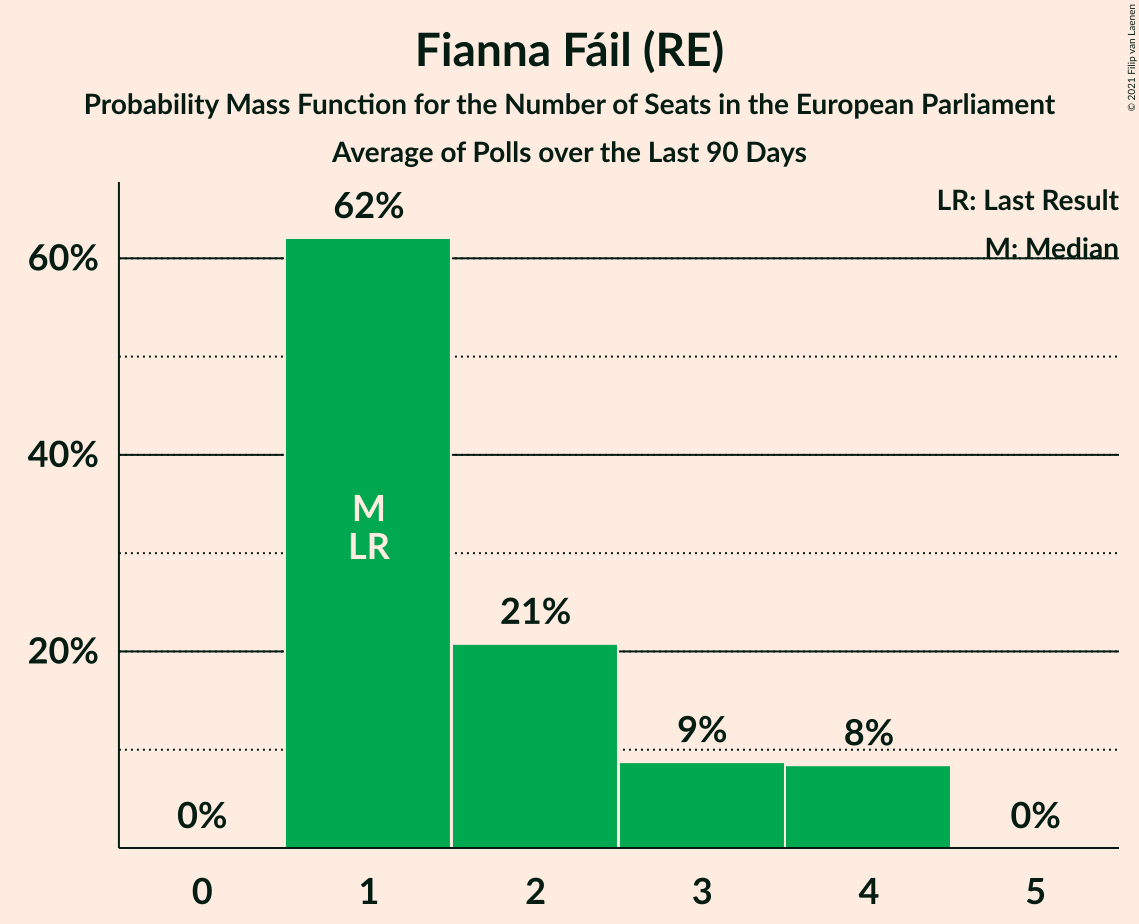 Fianna Fáil (RE)
Probability Mass Function for the Number of Seats in the European Parliament
Average of Polls over the Last 90 Days
© 2021 Filip van Laenen
LR: Last Result
M: Median
62%
60%
40%
M
LR
21%
20%
9%
8%
0%
0%
0 1 2 3 4 5